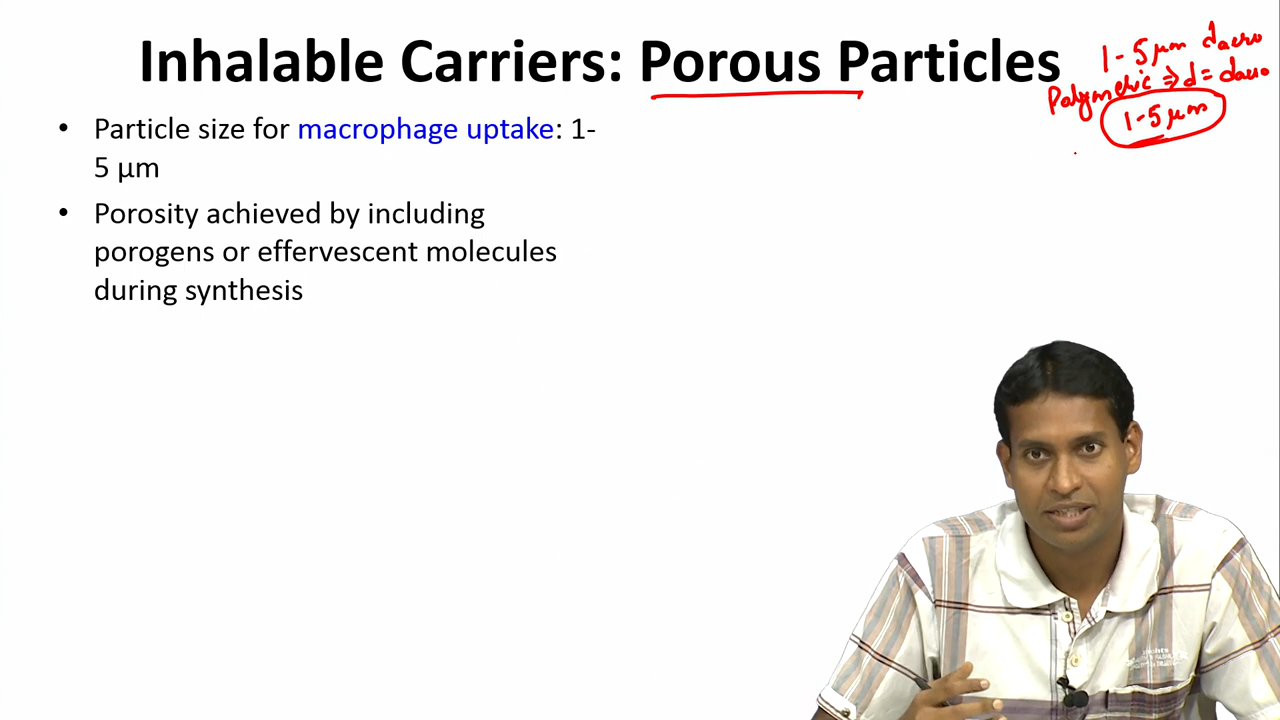 Inhalable Carriers: Porous Particles
1 - 5 μm daero
Polymeric ⇒ d = daero
1-5 μm
• Particle size for macrophage uptake: 1-
5 μm
• Porosity achieved by including
porogens or effervescent molecules
during synthesis